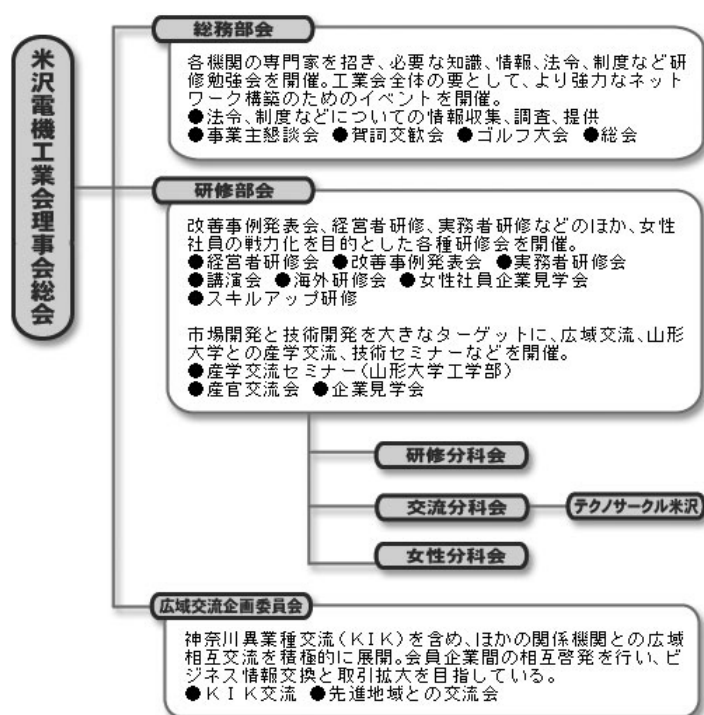 米沢電機工業会理事会総会
総務部会
各機関の専門家を招き、必要な知識、情報、法令、制度など研
修勉強会を開催。工業会全体の要として、より強力なネット
ワーク構築のためのイベントを開催。
●法令、制度などについての情報収集、調査、提供
●事業主懇談会 ●賀詞交歓会 ●ゴルフ大会 ●総会
研修部会
改善事例発表会、経営者研修、実務者研修などのほか、女性
社員の戦力化を目的とした各種研修会を開催。
●経営者研修会 ●改善事例発表会 ●実務者研修会
●講演会 ●海外研修会 ●女性社員企業見学会
●スキルアップ研修
市場開発と技術開発を大きなターゲットに、広域交流、山形
大学との産学交流、技術セミナーなどを開催。
●産学交流セミナー(山形大学工学部)
●産官交流会 ●企業見学会
研修分科会
交流分科会
テクノサークル米沢
女性分科会
広域交流企画委員会
神奈川異業種交流(KIK)を含め、ほかの関係機関との広域
相互交流を積極的に展開。会員企業間の相互啓発を行い、ビ
ジネス情報交換と取引拡大を目指している。
●KIK交流 ●先進地域との交流会